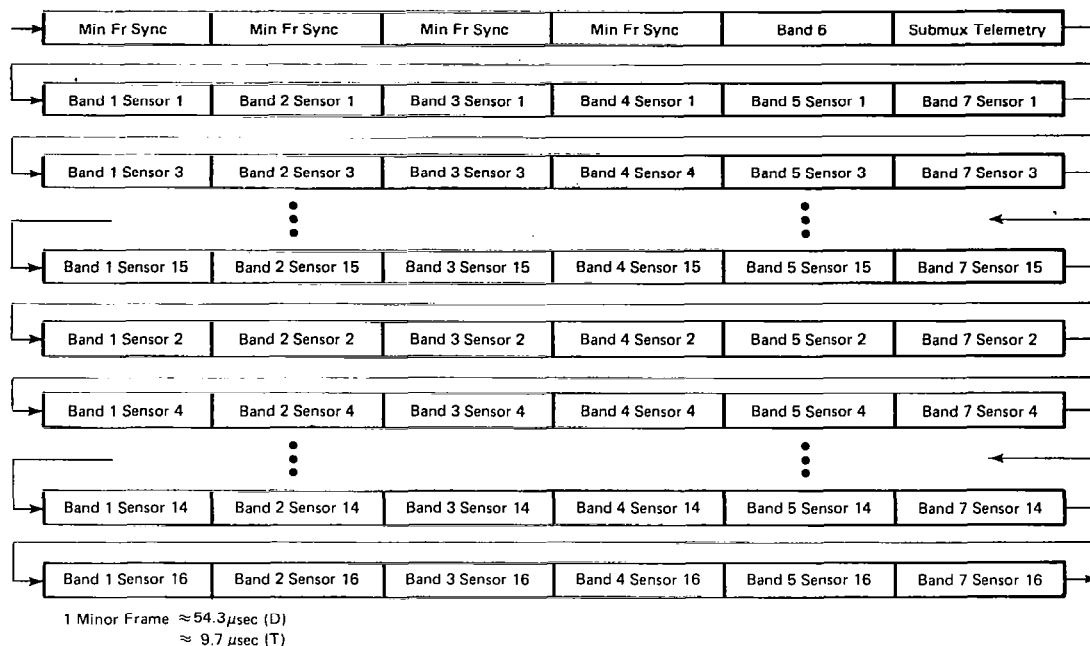 Min Fr Sync Min Fr Sync Min Fr Sync Min Fr Sync Band 6 Submux Telemetry
Band 1 Sensor 1 Band 2 Sensor 1 Band 3 Sensor 1 Band 4 Sensor 1 Band 5 Sensor 1 Band 7 Sensor 1
Band 1 Sensor 3 Band 2 Sensor 3 Band 3 Sensor 3 Band 4 Sensor 4 Band 5 Sensor 3 Band 7 Sensor 3
Band 1 Sensor 15 Band 2 Sensor 15 Band 3 Sensor 15 Band 4 Sensor 15 Band 5 Sensor 15 Band 7 Sensor 15
Band 1 Sensor 2 Band 2 Sensor 2 Band 3 Sensor 2 Band 4 Sensor 2 Band 5 Sensor 2 Band 7 Sensor 2
Band 1 Sensor 4 Band 2 Sensor 4 Band 3 Sensor 4 Band 4 Sensor 4 Band 5 Sensor 4 Band 7 Sensor 4
Band 1 Sensor 14 Band 2 Sensor 14 Band 3 Sensor 14 Band 4 Sensor 14 Band 5 Sensor 14 Band 7 Sensor 14
Band 1 Sensor 16 Band 2 Sensor 16 Band 3 Sensor 16 Band 4 Sensor 16 Band 5 Sensor 16 Band 7 Sensor 16
1 Minor Frame ≈54.3 μsec (D)
≈ 9.7 μsec (T)